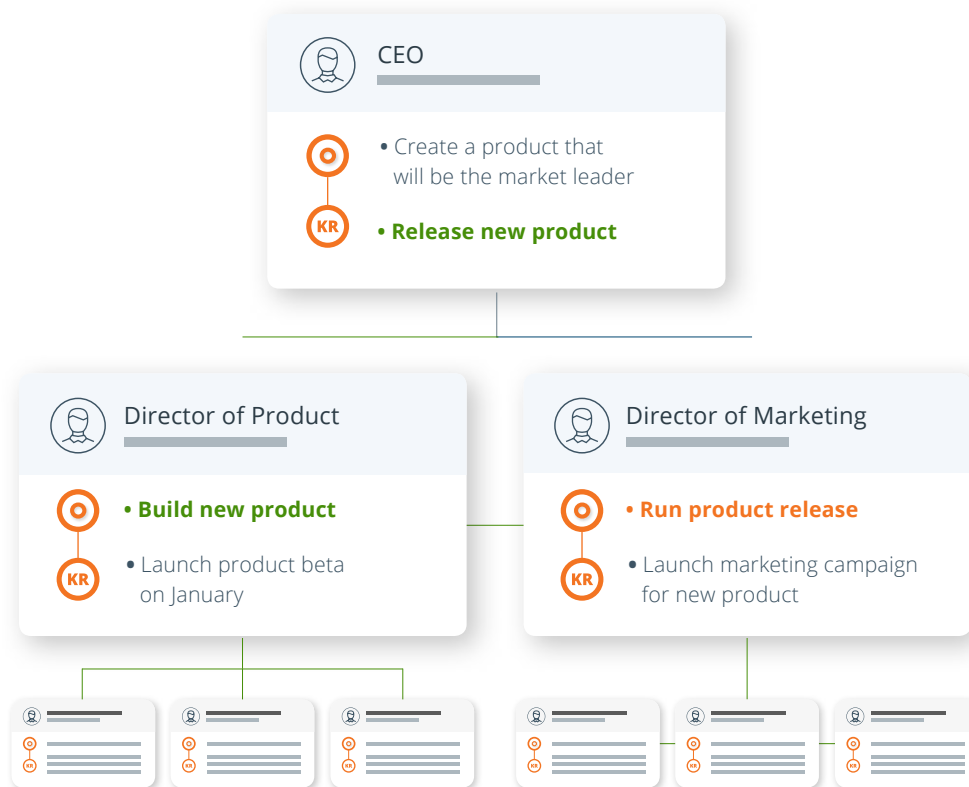 CEO
• Create a product that
will be the market leader
KR
• Release new product
Director of Product
• Build new product
KR
• Launch product beta
on January
Director of Marketing
• Run product release
KR
• Launch marketing campaign
for new product
KR
KR
KR
KR
KR
KR